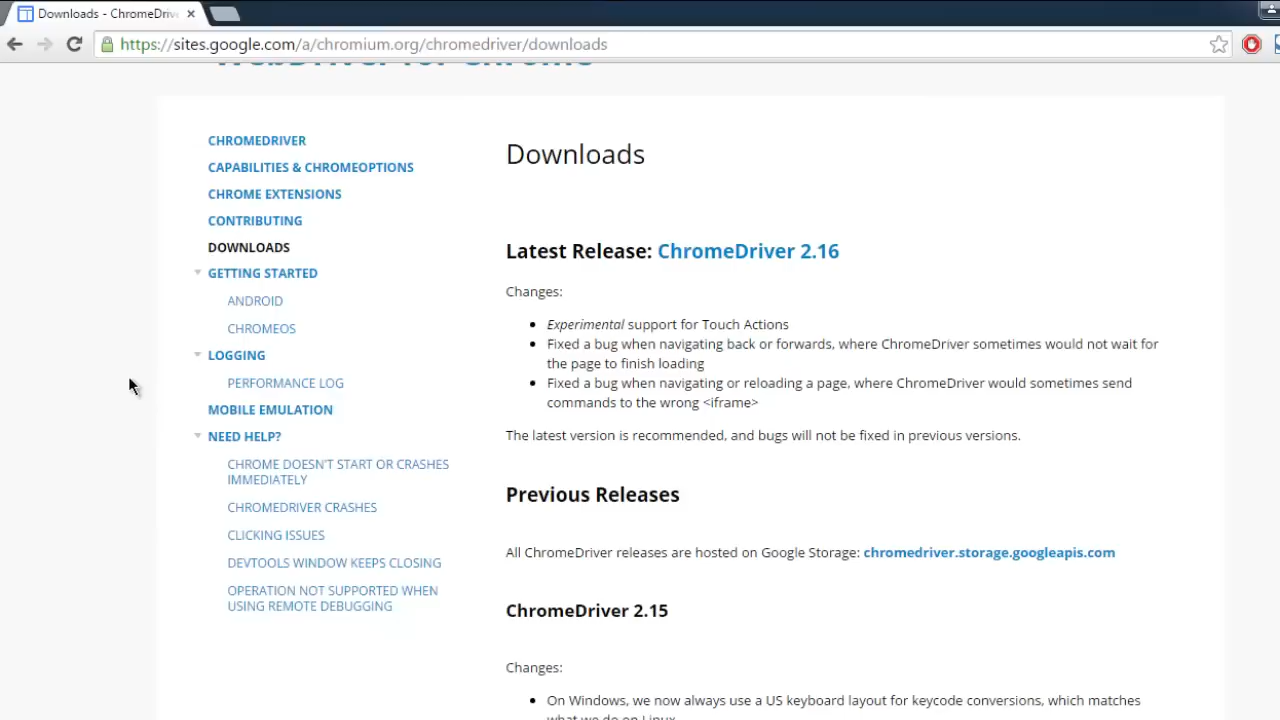 Downloads - ChromeDrive
https://sites.google.com/a/chromium.org/chromedriver/downloads
WebDriver for Chrome
CHROMEDRIVER
CAPABILITIES & CHROMEOPTIONS
CHROME EXTENSIONS
CONTRIBUTING
DOWNLOADS
GETTING STARTED
ANDROID
CHROMEOS
LOGGING
PERFORMANCE LOG
MOBILE EMULATION
NEED HELP?
CHROME DOESN'T START OR CRASHES
IMMEDIATELY
CHROMEDRIVER CRASHES
CLICKING ISSUES
DEVTOOLS WINDOW KEEPS CLOSING
OPERATION NOT SUPPORTED WHEN
USING REMOTE DEBUGGING
Downloads
Latest Release: ChromeDriver 2.16
Changes:
Experimental support for Touch Actions
Fixed a bug when navigating back or forwards, where ChromeDriver sometimes would not wait for
the page to finish loading
Fixed a bug when navigating or reloading a page, where ChromeDriver would sometimes send
commands to the wrong <iframe>
The latest version is recommended, and bugs will not be fixed in previous versions.
Previous Releases
All ChromeDriver releases are hosted on Google Storage: chromedriver.storage.googleapis.com
ChromeDriver 2.15
Changes:
On Windows, we now always use a US keyboard layout for keycode conversions, which matches
what we do on Linux